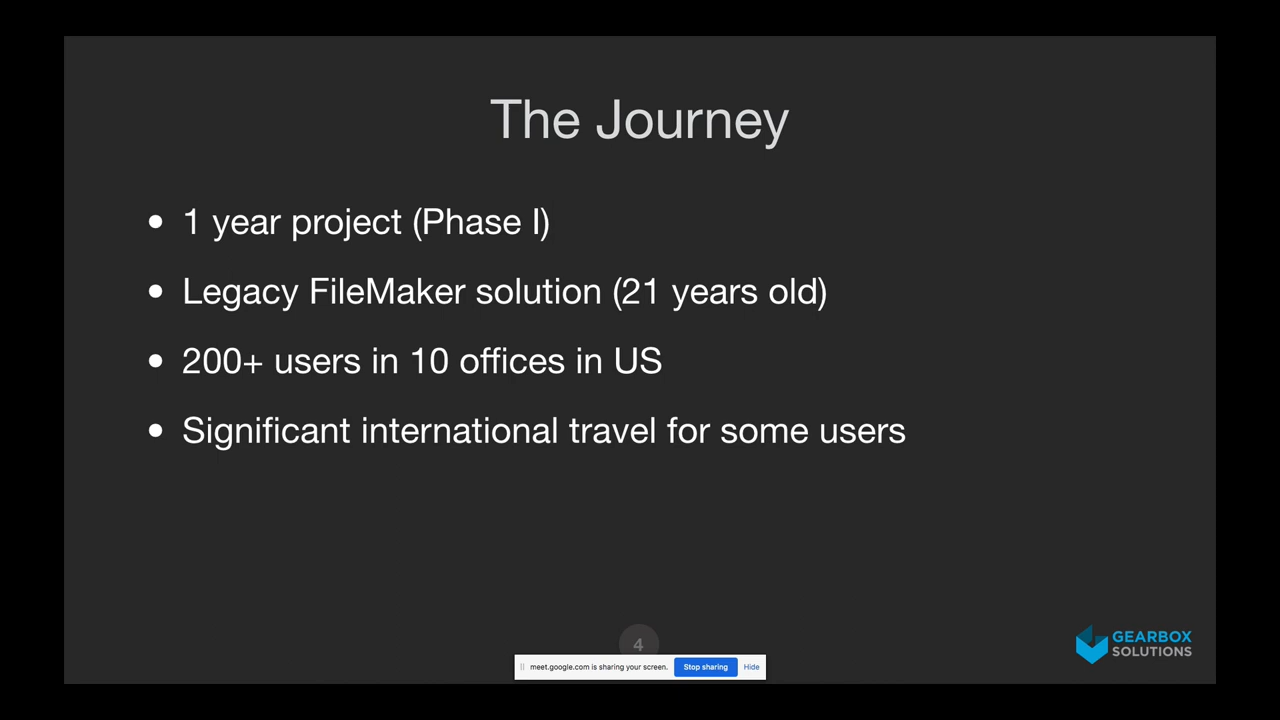 The Journey
• 1 year project (Phase I)
• Legacy FileMaker solution (21 years old)
• 200+ users in 10 offices in US
• Significant international travel for some users
4
GEARBOX
SOLUTIONS
meet.google.com is sharing your screen. Stop sharing Hide